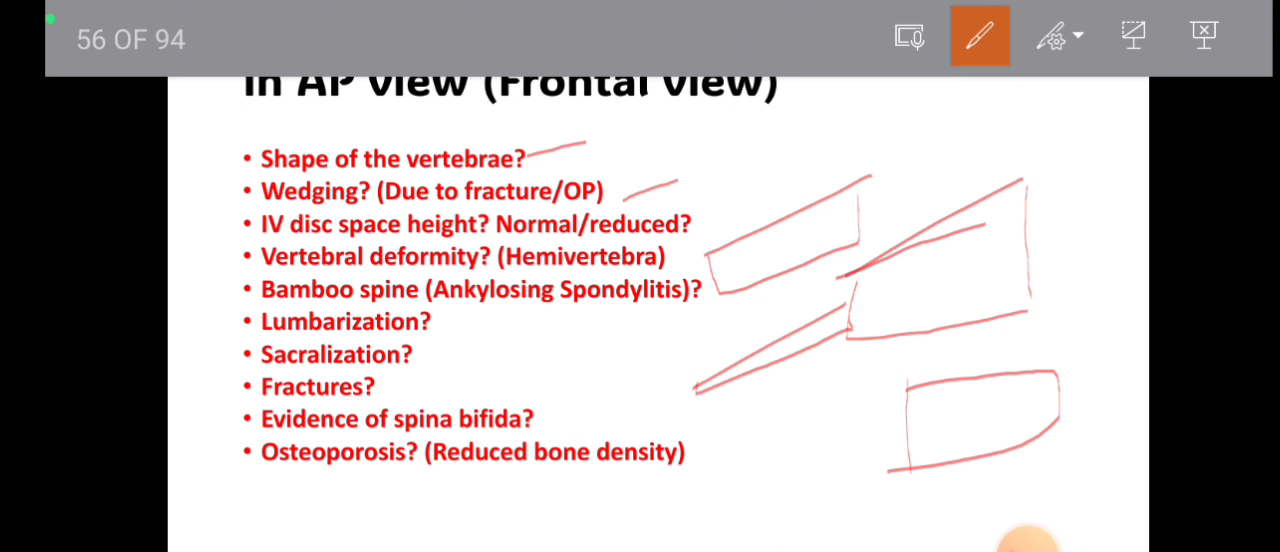 56 OF 94
In AP view (Frontal view)
• Shape of the vertebrae?
• Wedging? (Due to fracture/OP)
• IV disc space height? Normal/reduced?
• Vertebral deformity? (Hemivertebra)
• Bamboo spine (Ankylosing Spondylitis)?
• Lumbarization?
• Sacralization?
• Fractures?
• Evidence of spina bifida?
• Osteoporosis? (Reduced bone density)